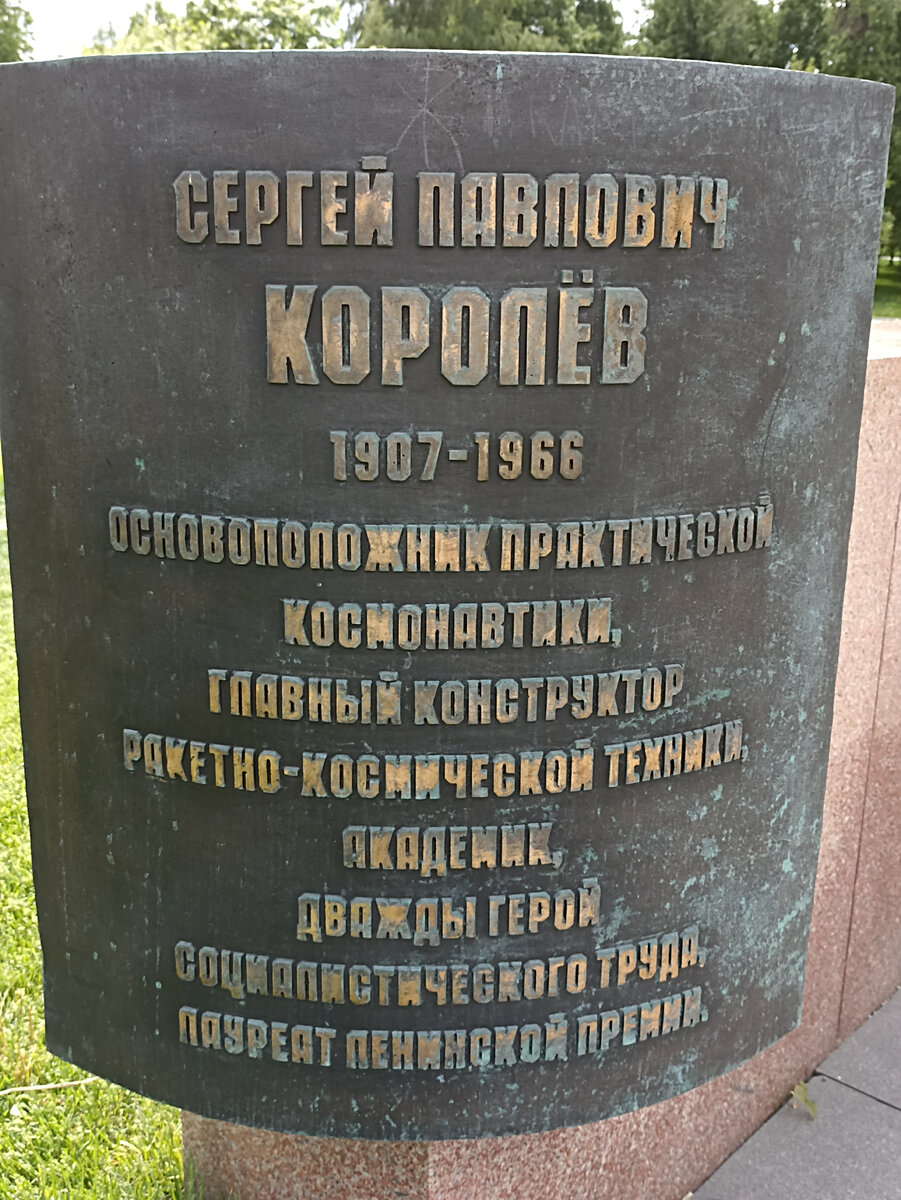 СЕРГЕЙ ПАВЛОВИЧ
КОРОЛЁВ
1907-1966
ОСНОВОПОЛОЖНИК ПРАКТИЧЕСКОЙ
КОСМОНАВТИКИ,
ГЛАВНЫЙ КОНСТРУКТОР
РАКЕТНО-КОСМИЧЕСКОЙ ТЕХНИКИ,
АКАДЕМИК,
ДВАЖДЫ ГЕРОЙ
СОЦИАЛИСТИЧЕСКОГО ТРУДА,
ЛАУРЕАТ ЛЕНИНСКОЙ ПРЕМИИ.